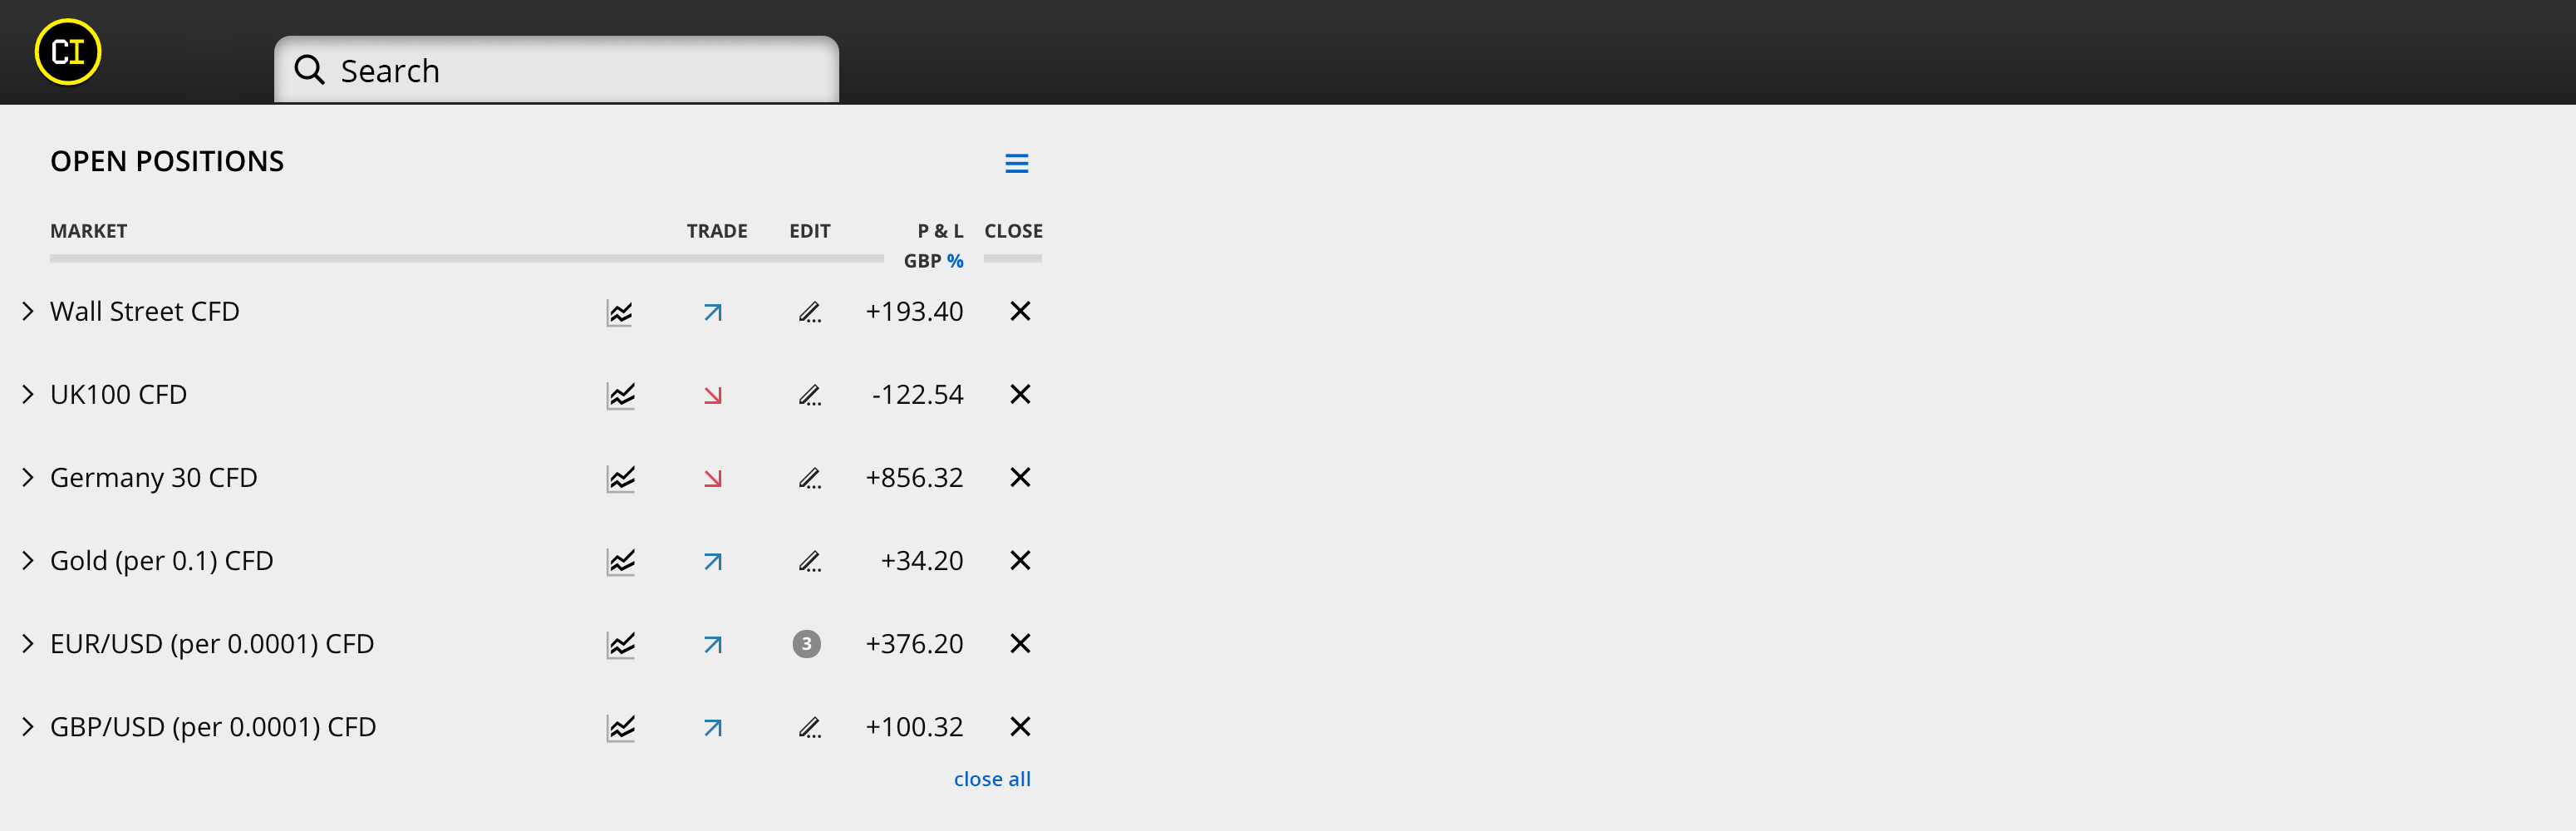 CI
Search
OPEN POSITIONS
MARKET TRADE EDIT P & L CLOSE
GBP %
Wall Street CFD +193.40
UK100 CFD -122.54
Germany 30 CFD +856.32
Gold (per 0.1) CFD +34.20
EUR/USD (per 0.0001) CFD 3 +376.20
GBP/USD (per 0.0001) CFD +100.32
close all